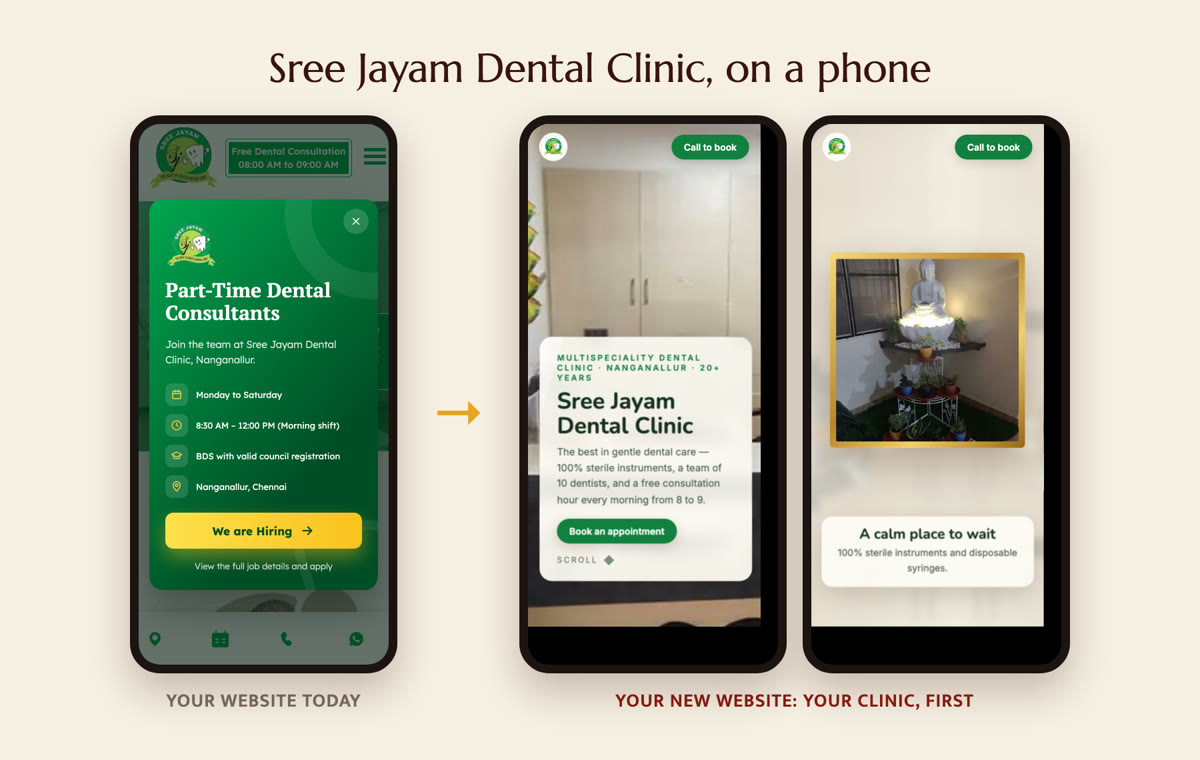 Sree Jayam Dental Clinic, on a phone
SREE JAYAM
Free Dental Consultation
08:00 AM to 09:00 AM
Part-Time Dental
Consultants
Join the team at Sree Jayam Dental
Clinic, Nanganallur.
Monday to Saturday
8:30 AM – 12:00 PM (Morning shift)
BDS with valid council registration
Nanganallur, Chennai
We are Hiring →
View the full job details and apply
YOUR WEBSITE TODAY
Call to book
MULTISPECIALITY DENTAL
CLINIC · NANGANALLUR · 20+
YEARS
Sree Jayam
Dental Clinic
The best in gentle dental care —
100% sterile instruments, a team of
10 dentists, and a free consultation
hour every morning from 8 to 9.
Book an appointment
SCROLL
Call to book
A calm place to wait
100% sterile instruments and disposable
syringes.
YOUR NEW WEBSITE: YOUR CLINIC, FIRST